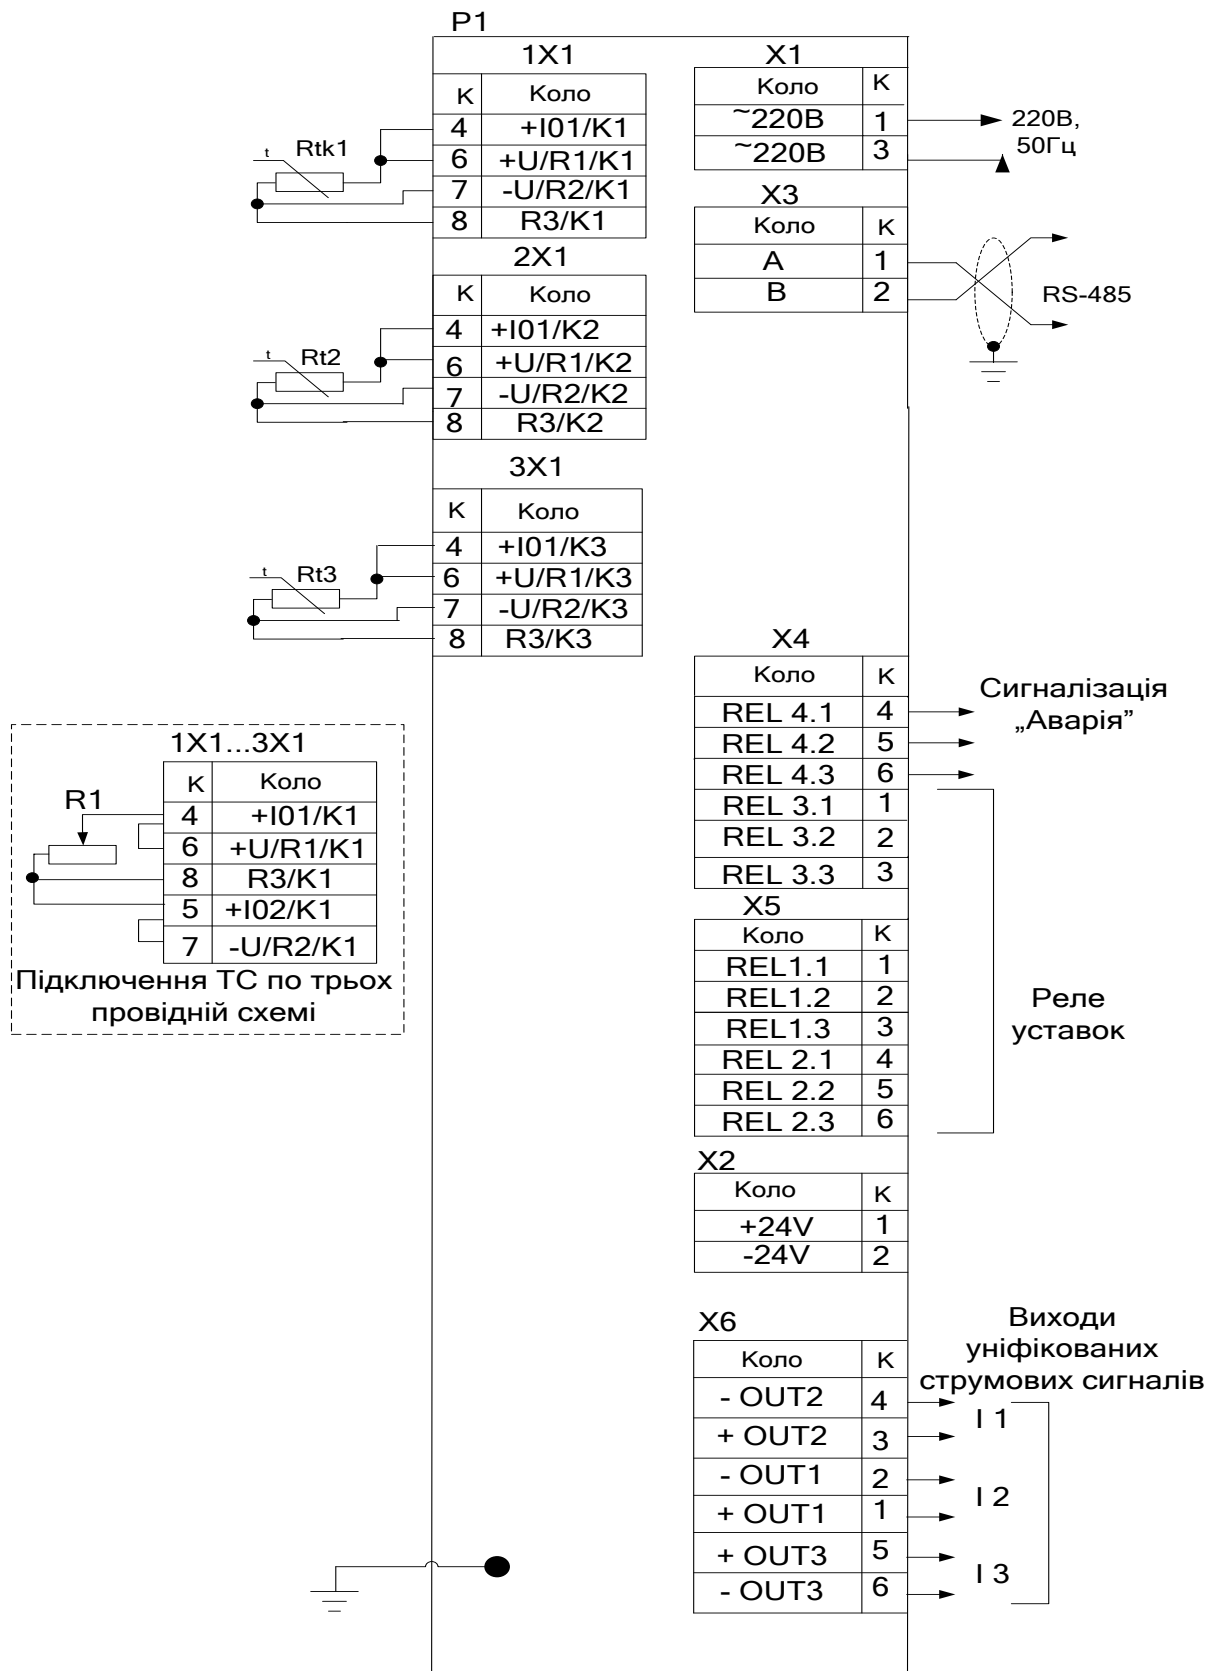 P1
1X1
К Коло
4 +I01/K1
6 +U/R1/K1
7 -U/R2/K1
8 R3/K1
t Rtk1
2X1
К Коло
4 +I01/K2
6 +U/R1/K2
7 -U/R2/K2
8 R3/K2
t Rt2
3X1
К Коло
4 +I01/K3
6 +U/R1/K3
7 -U/R2/K3
8 R3/K3
t Rt3
1X1...3X1
К Коло
4 +I01/K1
6 +U/R1/K1
8 R3/K1
5 +I02/K1
7 -U/R2/K1
R1
Підключення ТС по трьох
провідній схемі
X1
Коло К
~220В 1
~220В 3
220В,
50Гц
X3
Коло К
A 1
B 2
RS-485
X4
Коло К
REL 4.1 4
REL 4.2 5
REL 4.3 6
REL 3.1 1
REL 3.2 2
REL 3.3 3
Сигналізація
„Аварія”
X5
Коло К
REL1.1 1
REL1.2 2
REL1.3 3
REL 2.1 4
REL 2.2 5
REL 2.3 6
Реле
уставок
X2
Коло К
+24V 1
-24V 2
X6
Коло К
- OUT2 4
+ OUT2 3
- OUT1 2
+ OUT1 1
+ OUT3 5
- OUT3 6
Виходи
уніфікованих
струмових сигналів
I 1
I 2
I 3